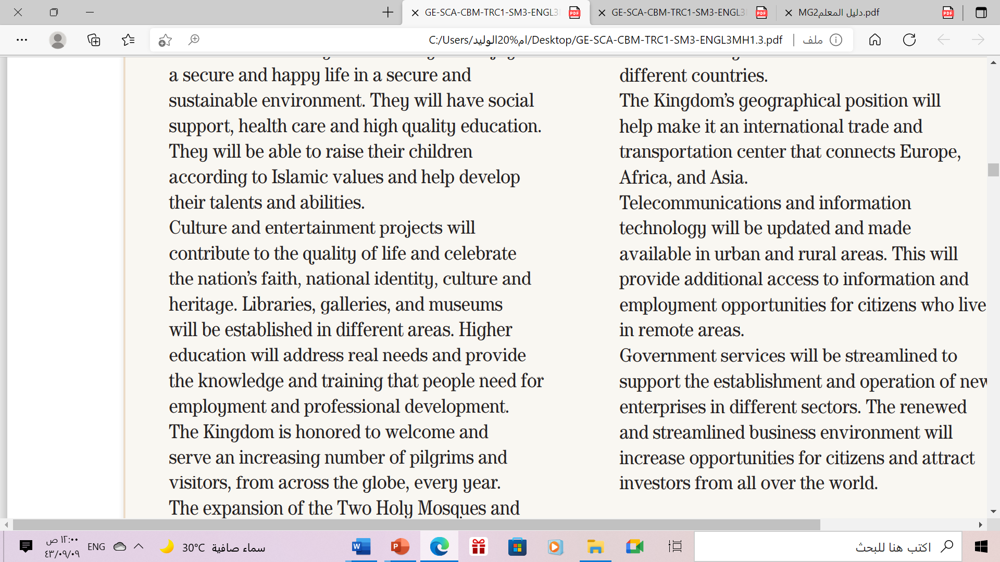 GE-SCA-CBM-TRC1-SM3-ENGL3
GE-SCA-CBM-TRC1-SM3-ENGL3
دليل المعلمMG2.pdf
C:/Users/ام%20الوليد/Desktop/GE-SCA-CBM-TRC1-SM3-ENGL3MH1.3.pdf
ملف
a secure and happy life in a secure and
sustainable environment. They will have social
support, health care and high quality education.
They will be able to raise their children
according to Islamic values and help develop
their talents and abilities.
Culture and entertainment projects will
contribute to the quality of life and celebrate
the nation’s faith, national identity, culture and
heritage. Libraries, galleries, and museums
will be established in different areas. Higher
education will address real needs and provide
the knowledge and training that people need for
employment and professional development.
The Kingdom is honored to welcome and
serve an increasing number of pilgrims and
visitors, from across the globe, every year.
The expansion of the Two Holy Mosques and
different countries.
The Kingdom’s geographical position will
help make it an international trade and
transportation center that connects Europe,
Africa, and Asia.
Telecommunications and information
technology will be updated and made
available in urban and rural areas. This will
provide additional access to information and
employment opportunities for citizens who live
in remote areas.
Government services will be streamlined to
support the establishment and operation of new
enterprises in different sectors. The renewed
and streamlined business environment will
increase opportunities for citizens and attract
investors from all over the world.
١٢:٠٠ ص
٤٣/٠٩/٠٩
ENG
30°C
سماء صافية
اكتب هنا للبحث